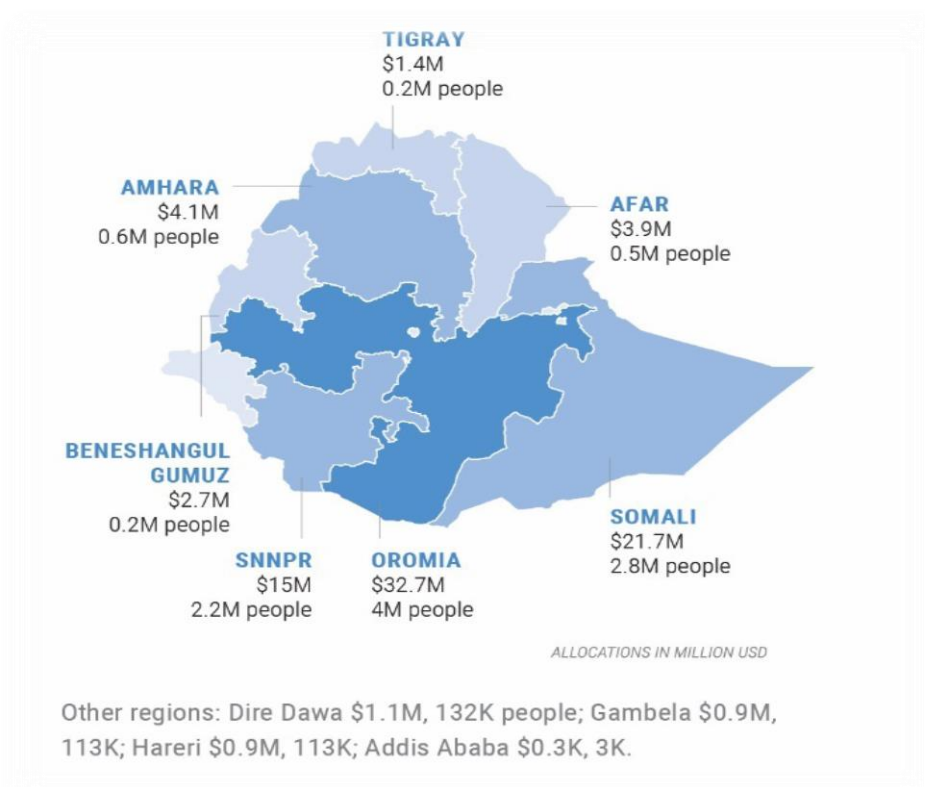 TIGRAY
$1.4M
0.2M people
AMHARA
$4.1M
0.6M people
AFAR
$3.9M
0.5M people
BENESHANGUL
GUMUZ
$2.7M
0.2M people
SNNPR
$15M
2.2M people
OROMIA
$32.7M
4M people
SOMALI
$21.7M
2.8M people
ALLOCATIONS IN MILLION USD
Other regions: Dire Dawa $1.1M, 132K people; Gambela $0.9M,
113K; Hareri $0.9M, 113K; Addis Ababa $0.3K, 3K.